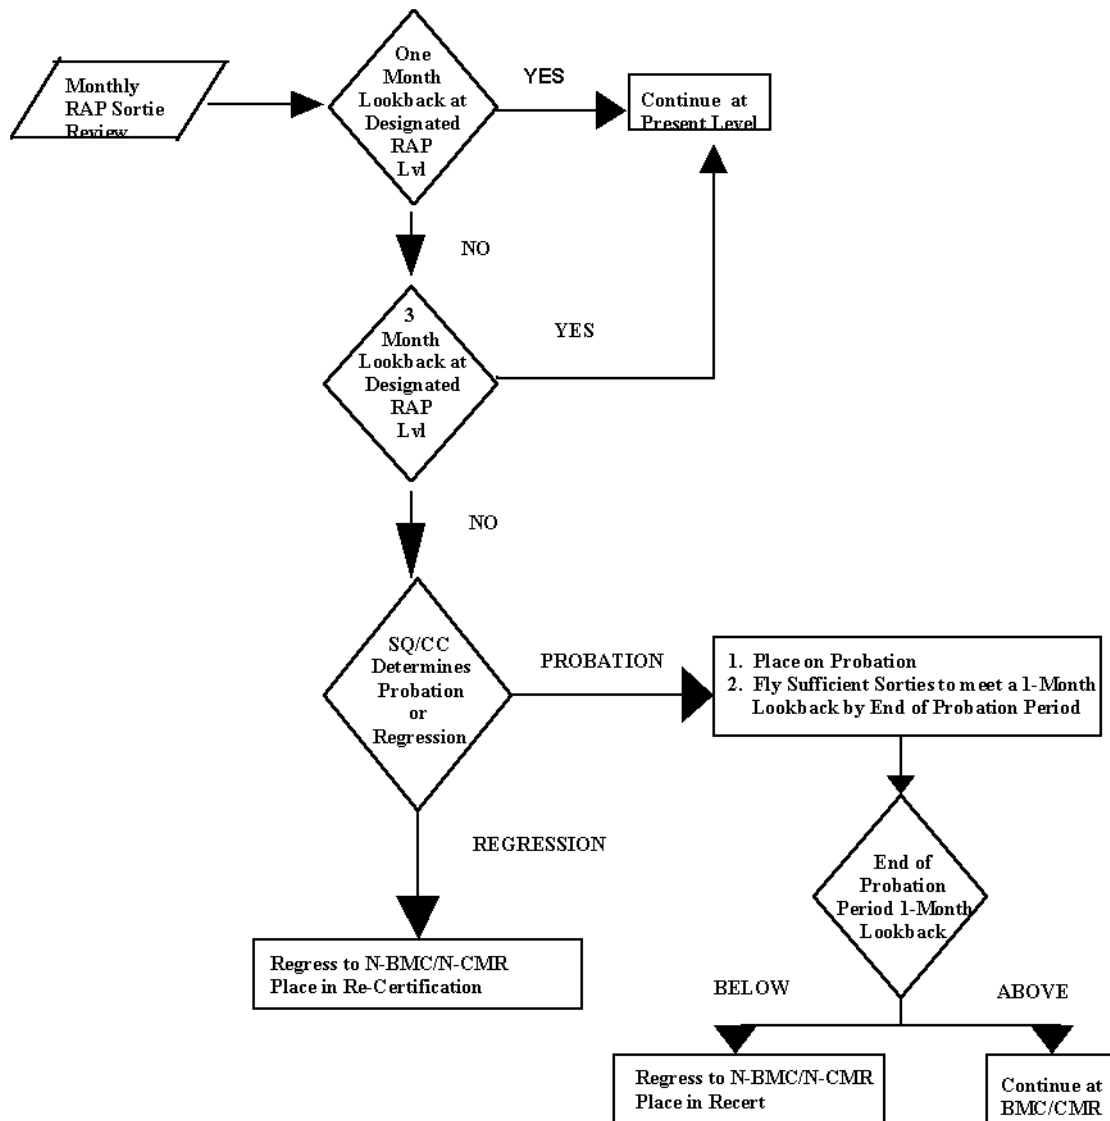 Monthly
RAP Sortie
Review
One
Month
Lookback at
Designated
RAP
Lvl
YES
Continue at
Present Level
NO
3
Month
Lookback at
Designated
RAP
Lvl
YES
NO
SQ/CC
Determines
Probation
or
Regression
PROBATION
1. Place on Probation
2. Fly Sufficient Sorties to meet a 1-Month
Lookback by End of Probation Period
REGRESSION
Regress to N-BMC/N-CMR
Place in Re-Certification
End of
Probation
Period 1-Month
Lookback
BELOW
ABOVE
Regress to N-BMC/N-CMR
Place in Recert
Continue at
BMC/CMR